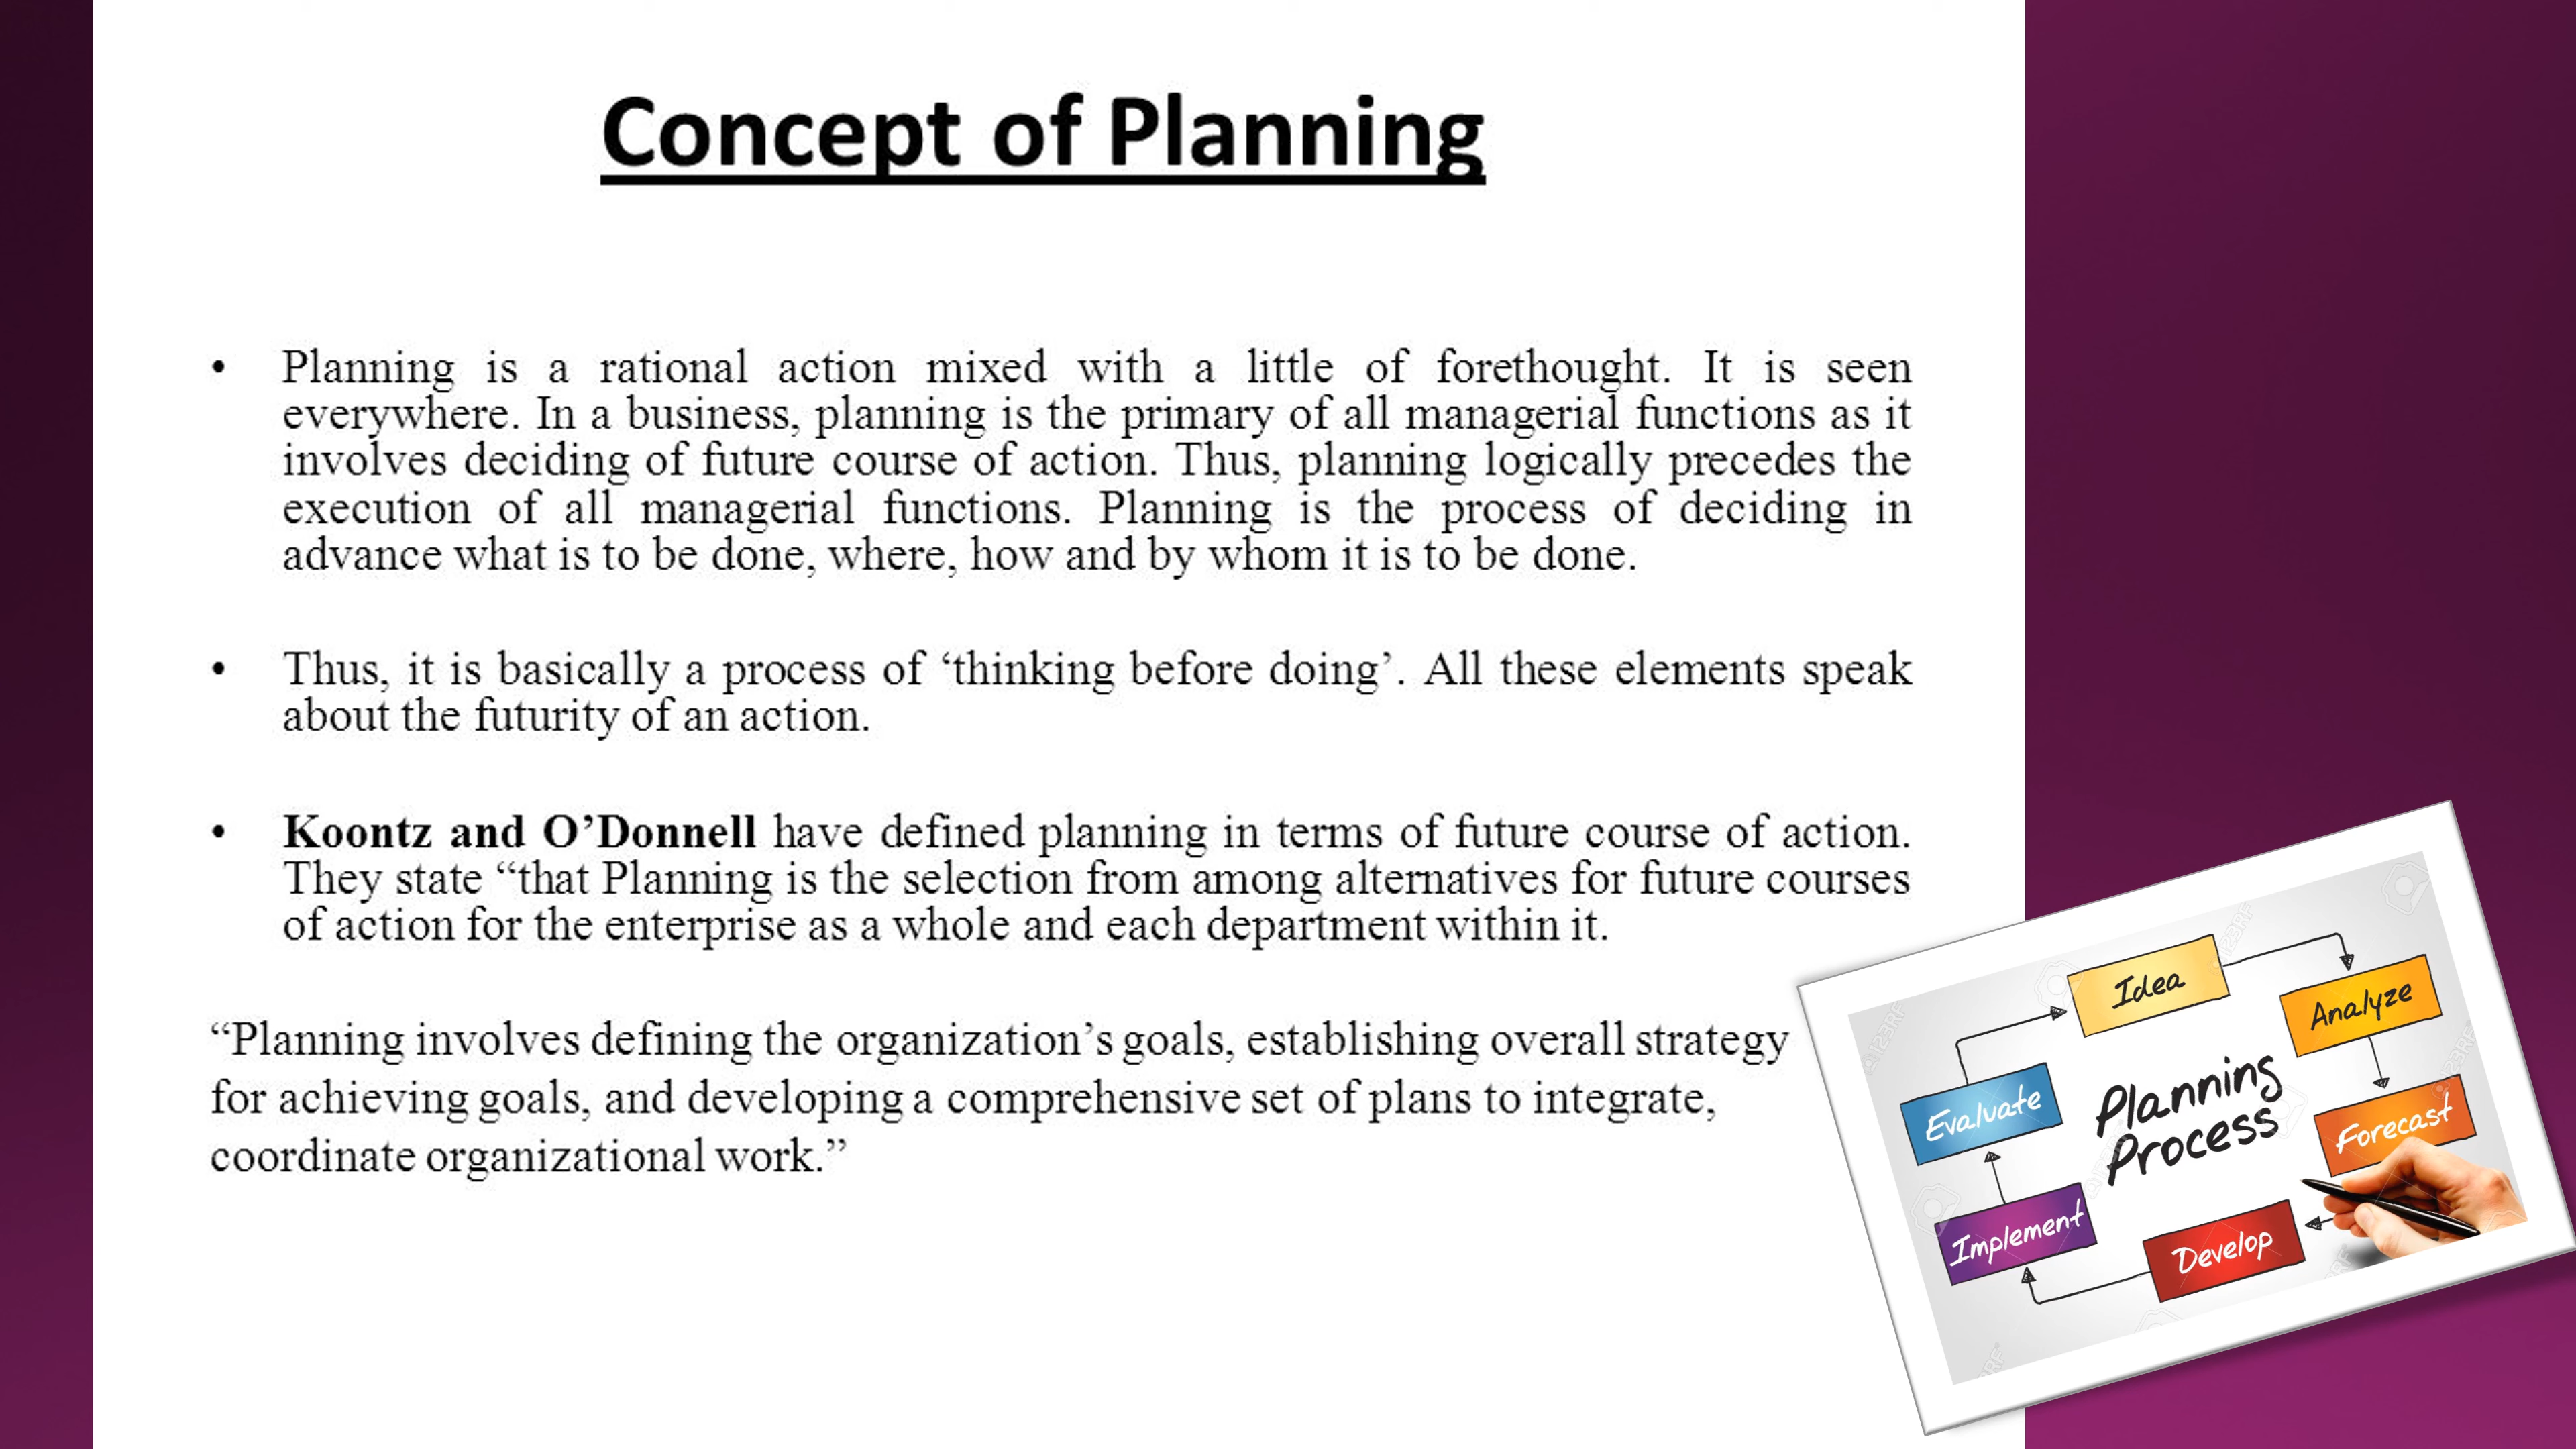 Concept of Planning
• Planning is a rational action mixed with a little of forethought. It is seen
everywhere. In a business, planning is the primary of all managerial functions as it
involves deciding of future course of action. Thus, planning logically precedes the
execution of all managerial functions. Planning is the process of deciding in
advance what is to be done, where, how and by whom it is to be done.
• Thus, it is basically a process of ‘thinking before doing’. All these elements speak
about the futurity of an action.
• Koontz and O’Donnell have defined planning in terms of future course of action.
They state “that Planning is the selection from among alternatives for future courses
of action for the enterprise as a whole and each department within it.
“Planning involves defining the organization’s goals, establishing overall strategy
for achieving goals, and developing a comprehensive set of plans to integrate,
coordinate organizational work.”
Idea
Analyze
Planning
Process
Evaluate
Forecast
Implement
Develop
123RF
123RF
123RF